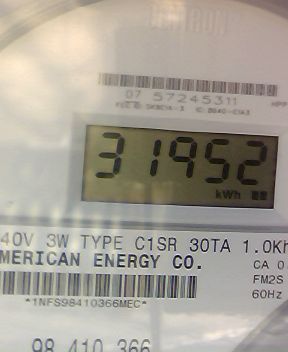 07 57245311
31952
kWh
40V 3W TYPE C1SR 30TA 1.0Kh
MERICAN ENERGY CO.
CA 0
FM2S
60Hz
*1NFS98410366MEC*
98 410 366